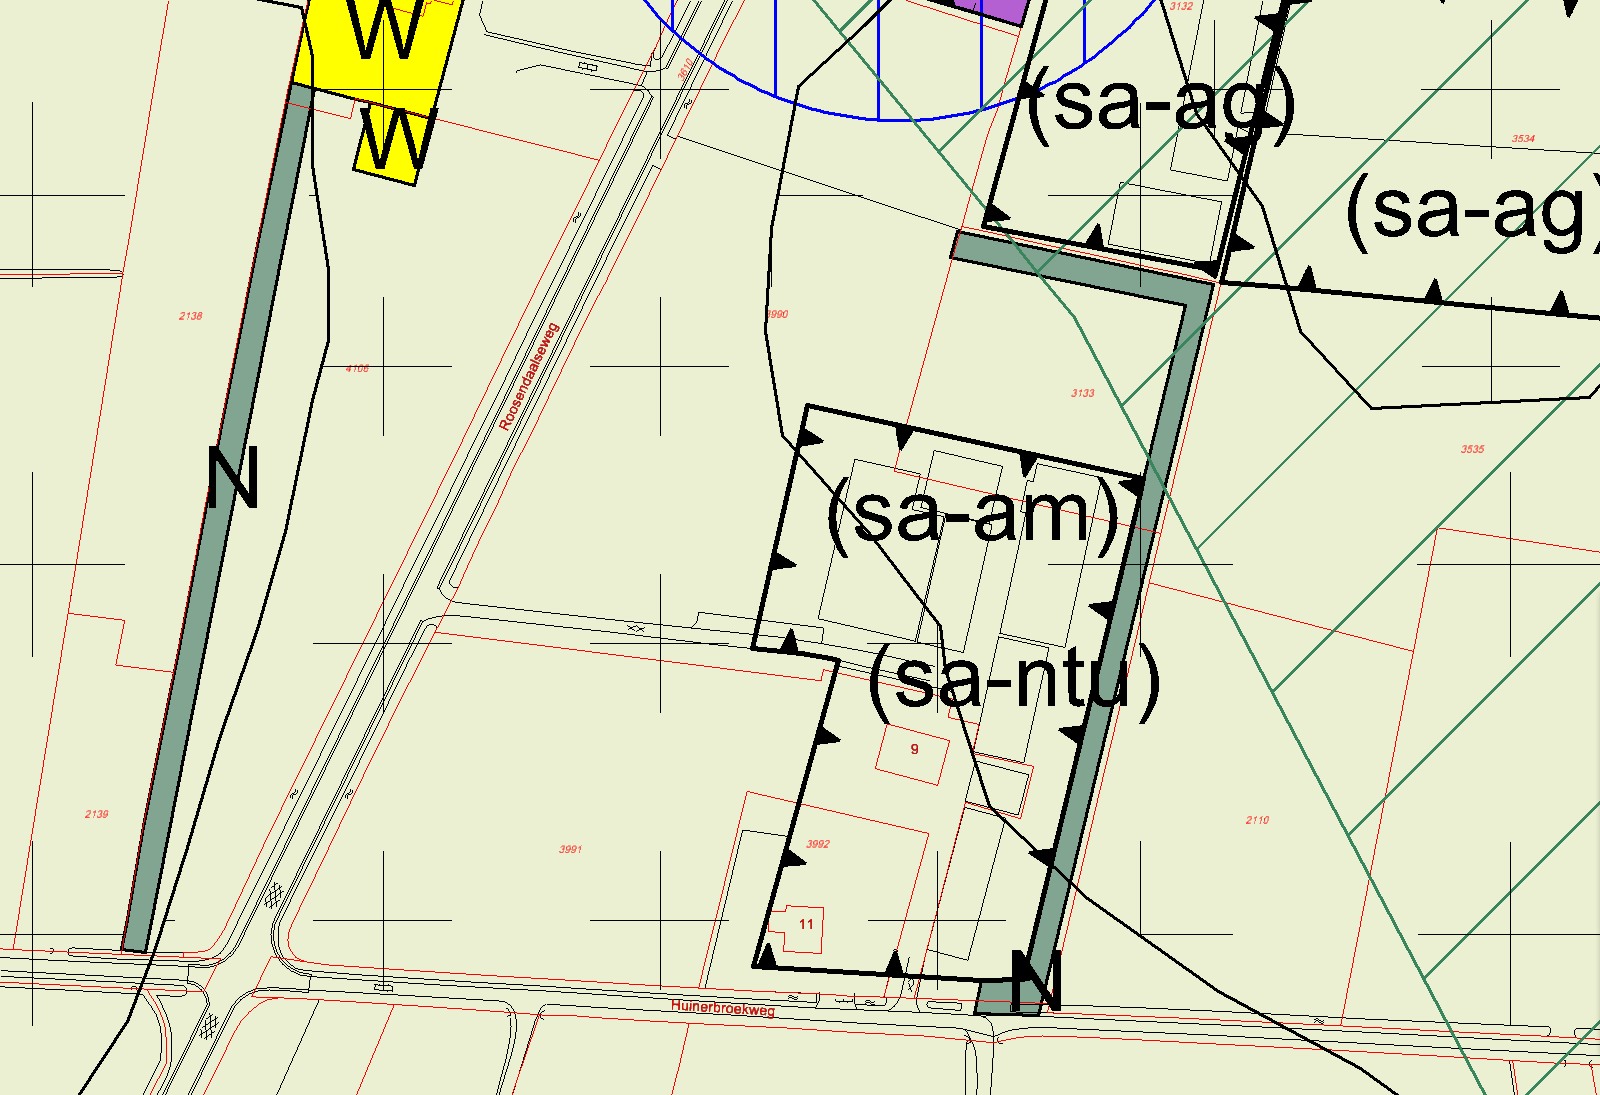 W
3132
3610
W
(sa-ag)
3534
(sa-ag)
2138
3990
Roosendaalseweg
4106
3133
N
3535
(sa-am)
(sa-ntu)
9
2139
3991
3992
2110
11
N
Huinerbroekweg